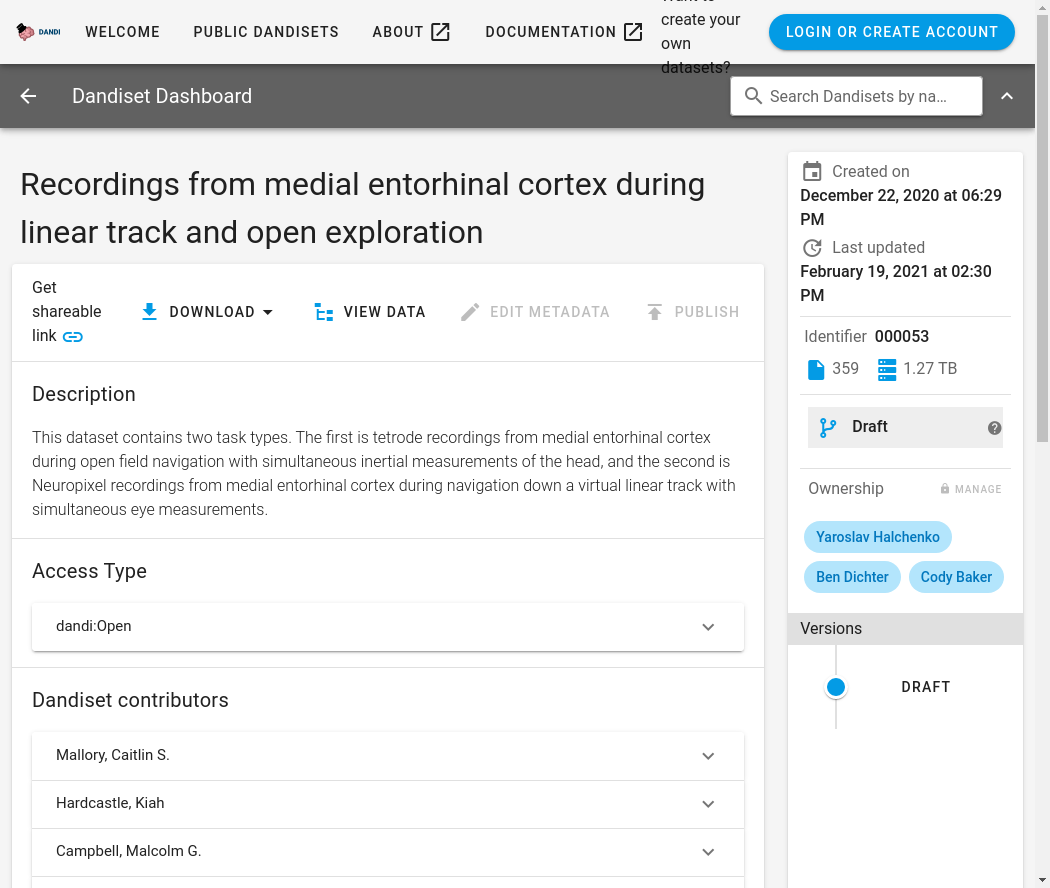 DANDI
WELCOME
PUBLIC DANDISETS
ABOUT
DOCUMENTATION
create your
own
datasets?
LOGIN OR CREATE ACCOUNT
Dandiset Dashboard
Search Dandisets by na...
Recordings from medial entorhinal cortex during
linear track and open exploration
Get
shareable
link
DOWNLOAD
VIEW DATA
EDIT METADATA
PUBLISH
Description
This dataset contains two task types. The first is tetrode recordings from medial entorhinal cortex
during open field navigation with simultaneous inertial measurements of the head, and the second is
Neuropixel recordings from medial entorhinal cortex during navigation down a virtual linear track with
simultaneous eye measurements.
Access Type
dandi:Open
Dandiset contributors
Mallory, Caitlin S.
Hardcastle, Kiah
Campbell, Malcolm G.
Created on
December 22, 2020 at 06:29
PM
Last updated
February 19, 2021 at 02:30
PM
Identifier 000053
359 1.27 TB
Draft
Ownership
MANAGE
Yaroslav Halchenko
Ben Dichter Cody Baker
Versions
DRAFT